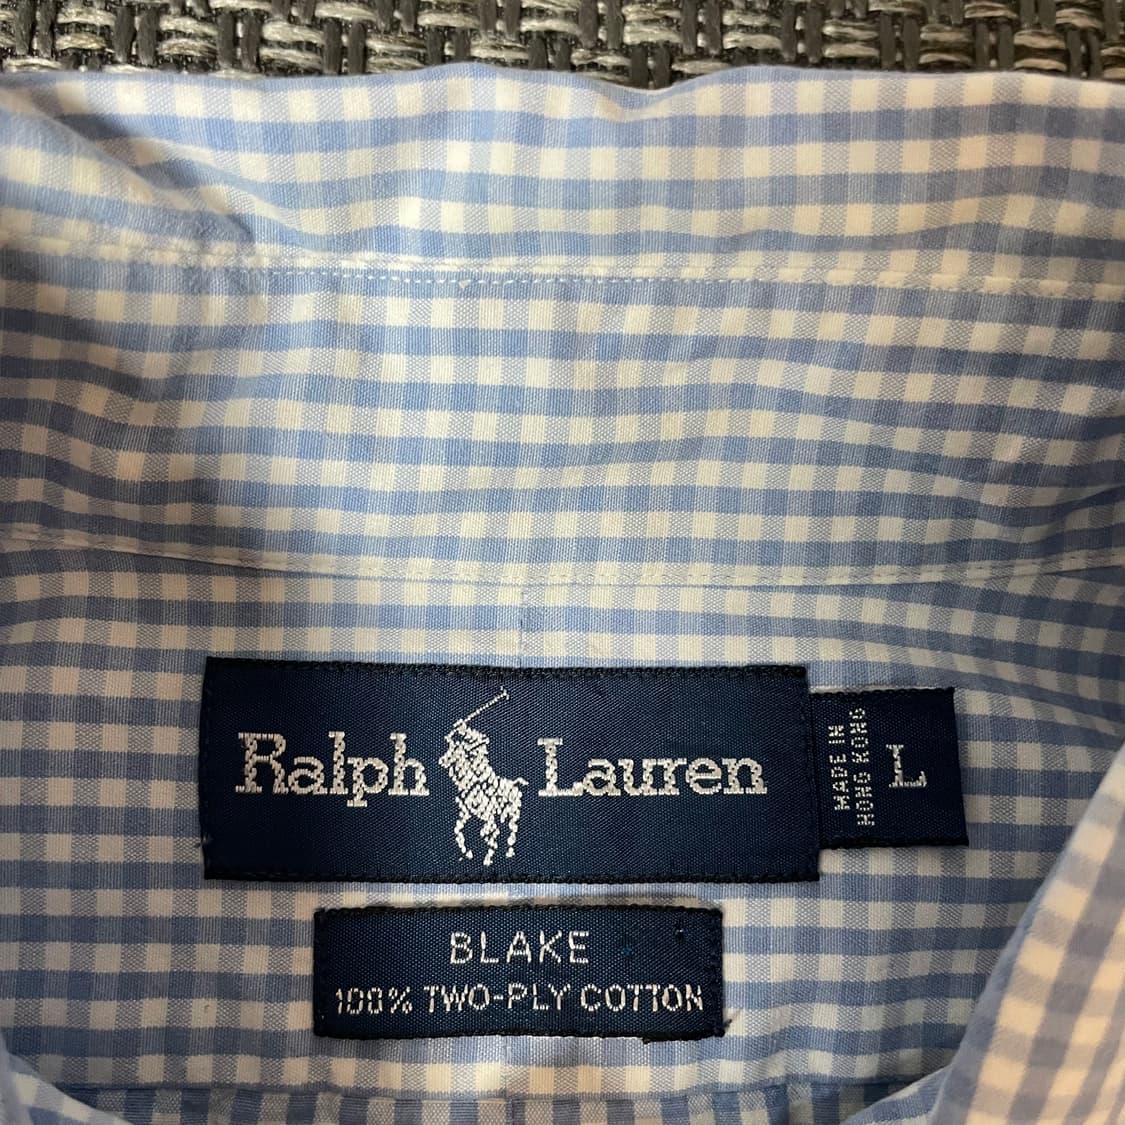 Ralph Lauren
MADE IN
HONG KONG
L
BLAKE
100% TWO-PLY COTTON